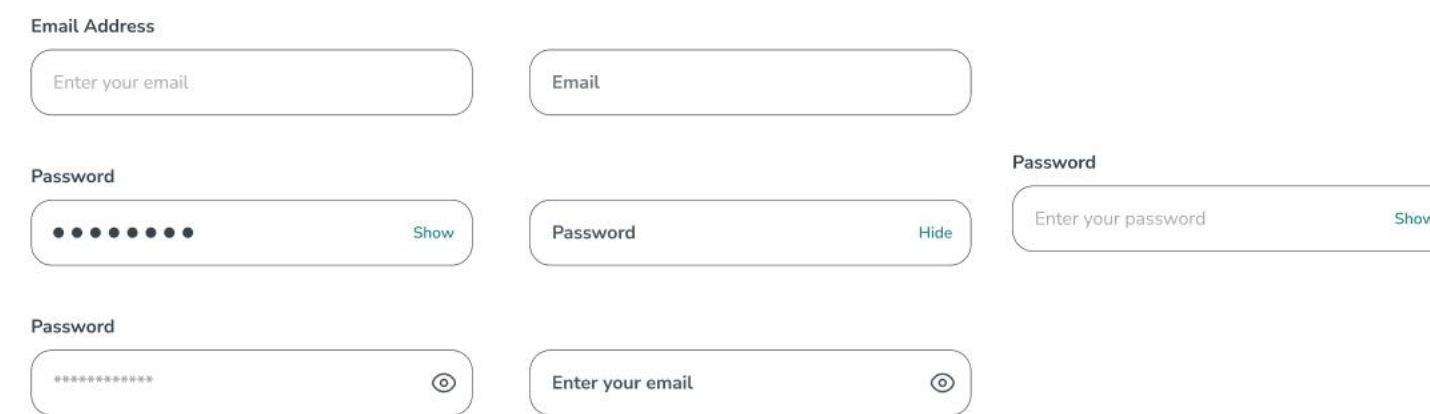 Email Address
Enter your email
Email
Password
Show
Password
Hide
Password
Enter your password
Password
************
Enter your email